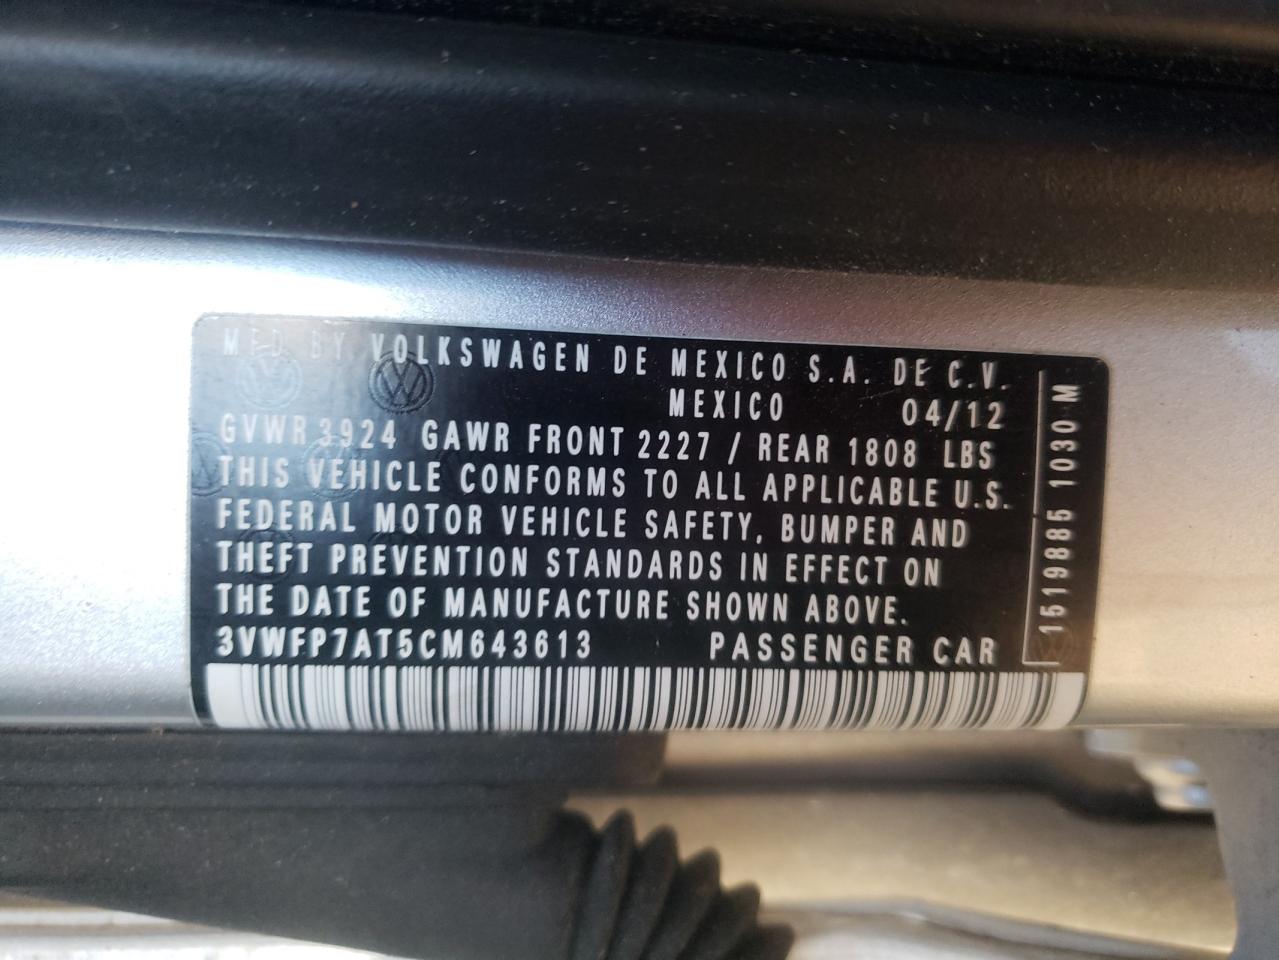 MFD BY VOLKSWAGEN DE MEXICO S.A. DE C.V.
MEXICO 04/12
GVWR 3924 GAWR FRONT 2227 / REAR 1808 LBS
THIS VEHICLE CONFORMS TO ALL APPLICABLE U.S.
FEDERAL MOTOR VEHICLE SAFETY, BUMPER AND
THEFT PREVENTION STANDARDS IN EFFECT ON
THE DATE OF MANUFACTURE SHOWN ABOVE.
3VWFP7AT5CM643613 PASSENGER CAR
1519885 1030 M